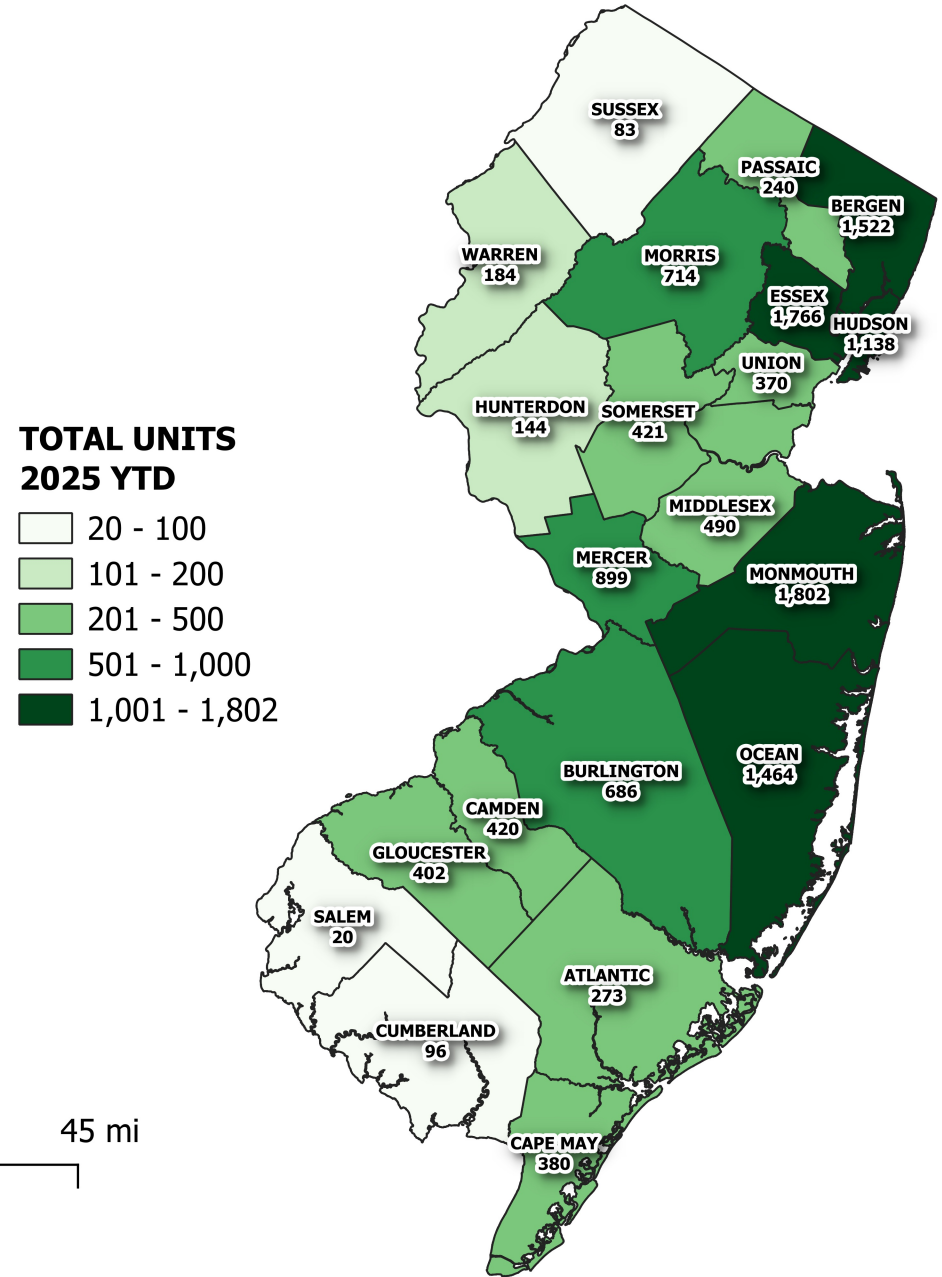 SUSSEX
83
PASSAIC
240
BERGEN
1,522
WARREN
184
MORRIS
714
ESSEX
1,766
HUDSON
1,138
UNION
370
HUNTERDON
144
SOMERSET
421
TOTAL UNITS
2025 YTD
20 - 100
101 - 200
201 - 500
501 - 1,000
1,001 - 1,802
MIDDLESEX
490
MERCER
899
MONMOUTH
1,802
OCEAN
1,464
BURLINGTON
686
CAMDEN
420
GLOUCESTER
402
SALEM
20
ATLANTIC
273
CUMBERLAND
96
45 mi
CAPE MAY
380